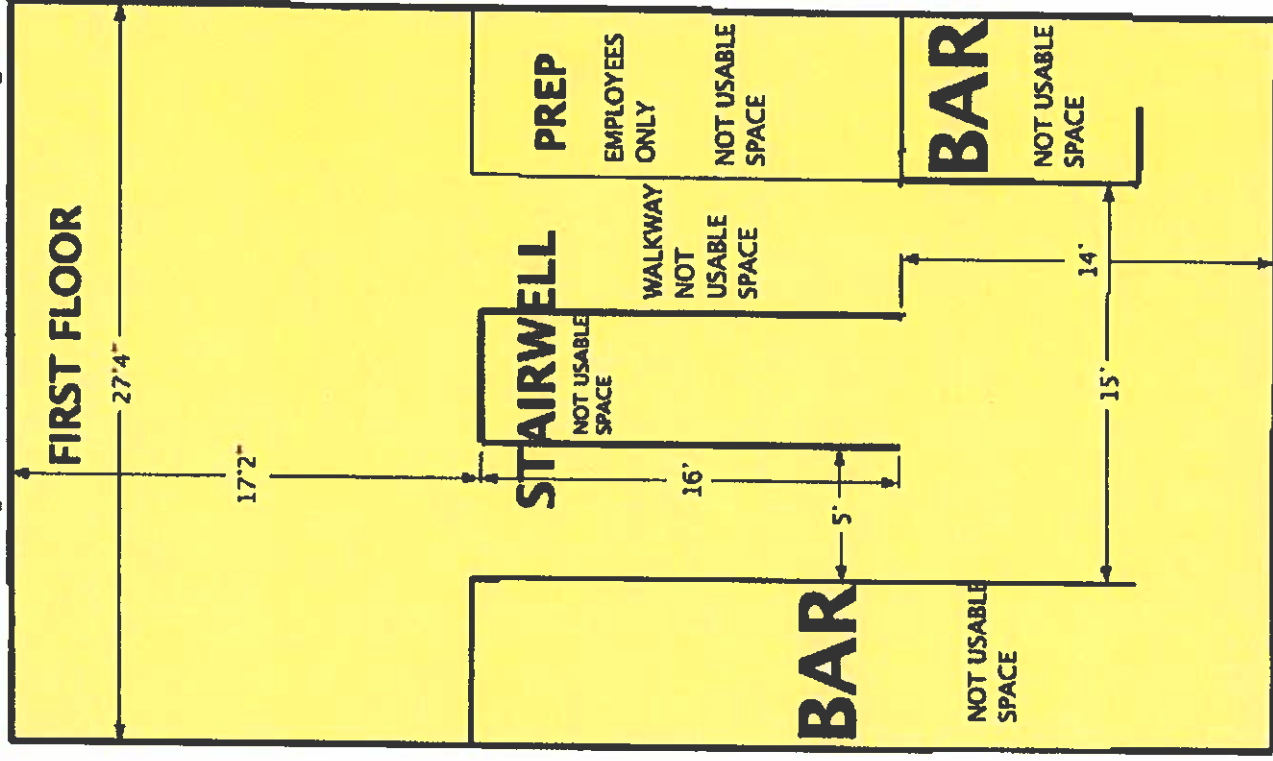 FIRST FLOOR
27'4"
17'2"
STAIRWELL
NOT USABLE
SPACE
WALKWAY
NOT
USABLE
SPACE
PREP
EMPLOYEES
ONLY
NOT USABLE
SPACE
16'
5'
BAR
NOT USABLE
SPACE
BAR
NOT USABLE
SPACE
14'
15'